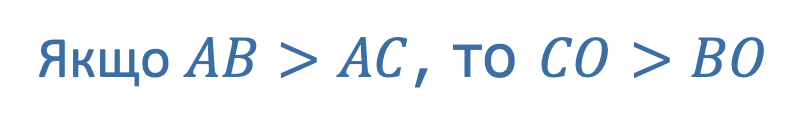 Якщо AB > AC, то CO > BO